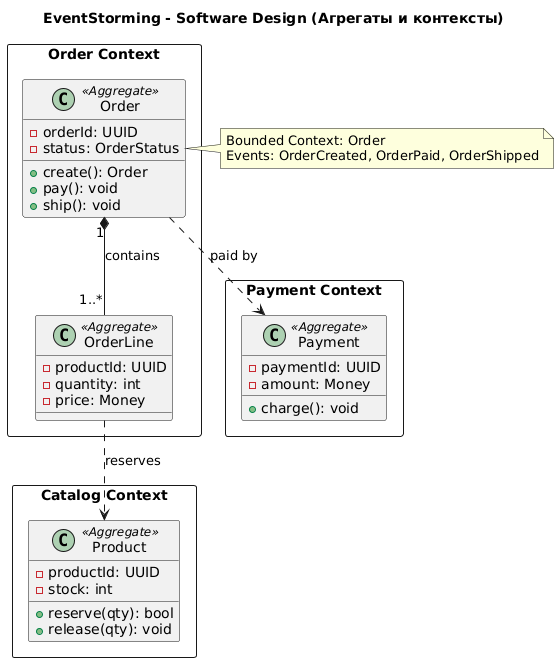 EventStorming - Software Design (Агрегаты и контексты)
Order Context
C «Aggregate»
Order
orderId: UUID
status: OrderStatus
create(): Order
pay(): void
ship(): void
Bounded Context: Order
Events: OrderCreated, OrderPaid, OrderShipped
1
contains
paid by
1..*
Payment Context
C «Aggregate»
OrderLine
productId: UUID
quantity: int
price: Money
C «Aggregate»
Payment
paymentId: UUID
amount: Money
charge(): void
reserves
Catalog Context
C «Aggregate»
Product
productId: UUID
stock: int
reserve(qty): bool
release(qty): void